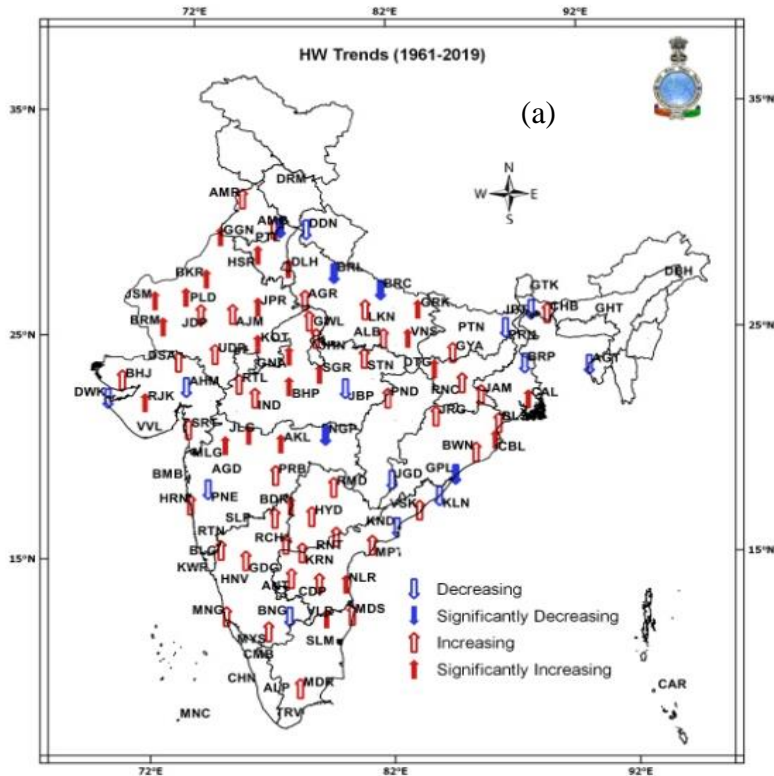 72°E 82°E 92°E
HW Trends (1961-2019)
35°N 35°N
(a)
N
W E
S
DRM
AMR
GGN AMB DDN
PTL
HSR DLH BRL
BKR BRC DBH
JSM PLD JPR AGR GRK GTK
BRM JDP AJM GWL LKN CHB GHT
25°N KOT ALB VNS PTN PRN 25°N
DSA UDP GNA SGR STN DTG GYA BRP AGT
BHJ AHM RTL
DWK RJK IND BHP JBP PND RNC JAM CAL
VVL SRT JRG BLS
MLG JLG AKL NGP BWN CBL
BMB AGD PRB JGD GPL
HRN PNE RMD KLN
SLP BDR HYD VSK
RTN RCH RNT KND
15°N BLG KRN MPT 15°N
KWR HNV GDG ANT CDP NLR
MNG BNG VLR MDS
MYS SLM
CMB
CHN ALP MDR
MNC TRV CAR
Decreasing
Significantly Decreasing
Increasing
Significantly Increasing
72°E 82°E 92°E